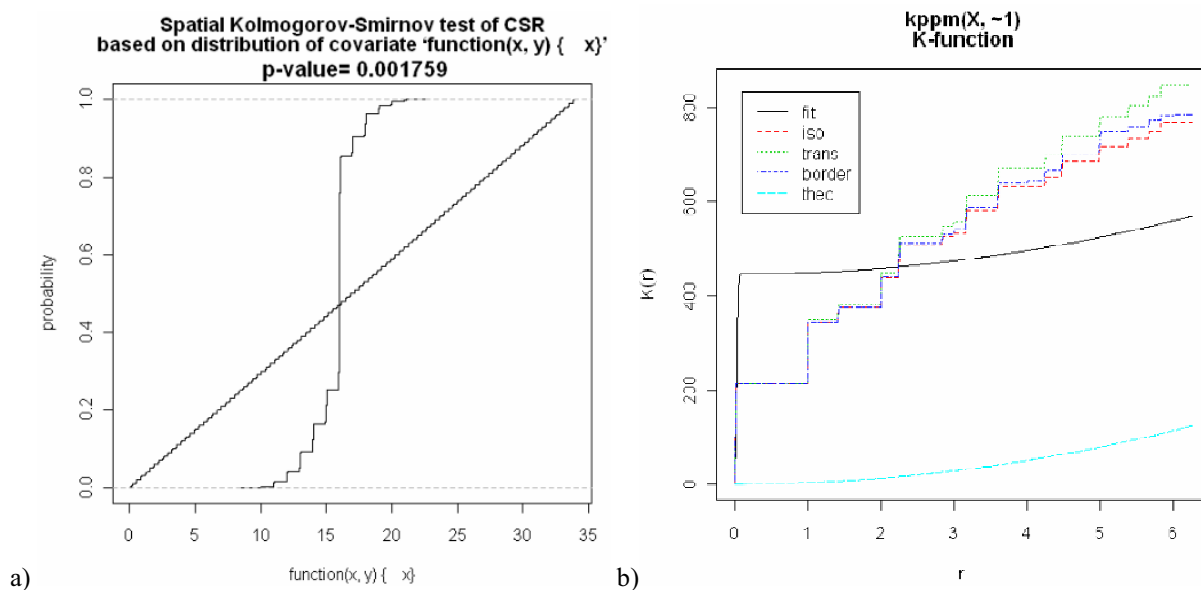 Spatial Kolmogorov-Smirnov test of CSR
based on distribution of covariate ‘function(x, y) { x}’
p-value= 0.001759
probability
1.0
0.8
0.6
0.4
0.2
0.0
0 5 10 15 20 25 30 35
function(x, y) { x}
a)
kppm(X, ~1)
K-function
fit
iso
trans
border
theo
K(r)
800
600
400
200
0
0 1 2 3 4 5 6
r
b)